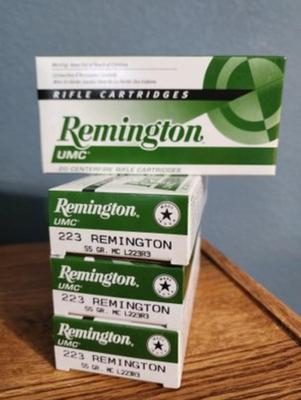 RIFLE CARTRIDGES
Remington
UMC
20 CENTERFIRE RIFLE CARTRIDGES
Remington
UMC
223 REMINGTON
55 GR. MC L223R3
Remington
UMC
223 REMINGTON
55 GR. MC L223R3
Remington
UMC
223 REMINGTON
55 GR. MC L223R3